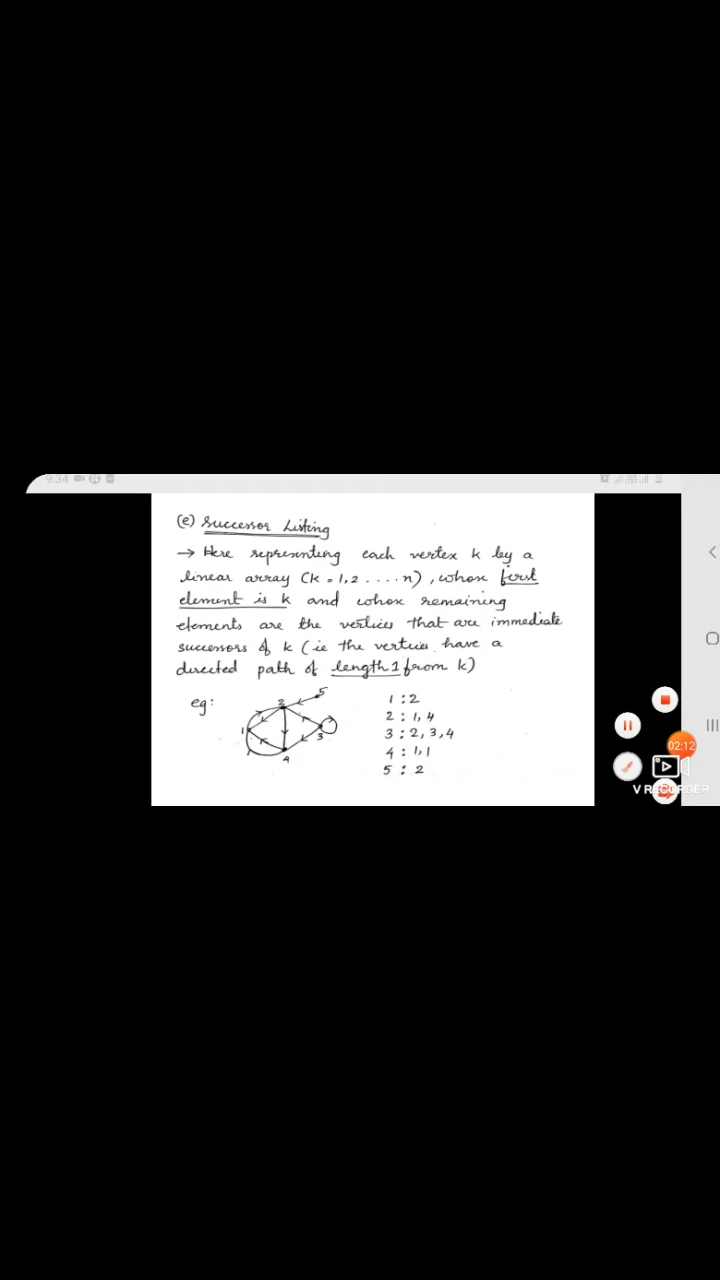 9:34
(e) Successor Listing
→ Here representing each vertex k by a
linear array (k = 1, 2 .... n), whose first
element is k and whose remaining
elements are the vertices that are immediate
successors of k (ie the vertices have a
directed path of length 1 from k)
eg:
5
2
1
3
4
1 : 2
2 : 1, 4
3 : 2, 3, 4
4 : 1, 1
5 : 2
02:12
V RECORDER